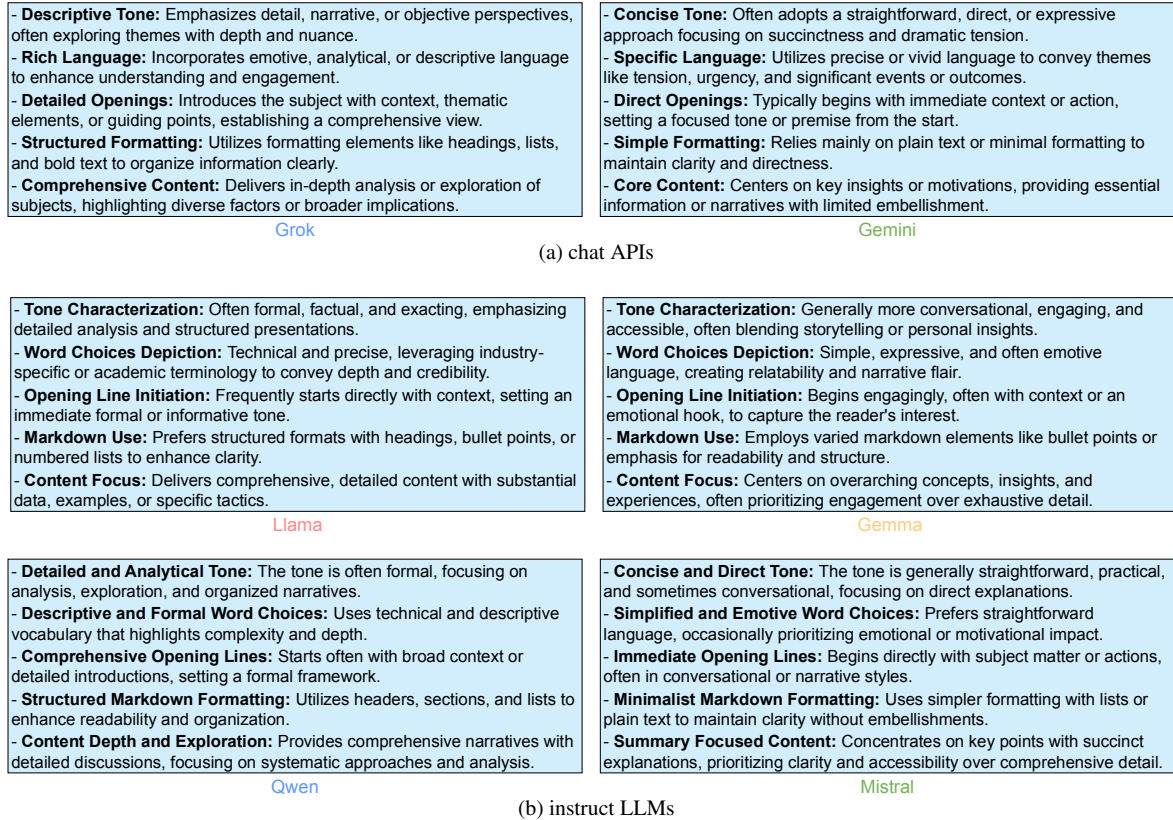 - Descriptive Tone: Emphasizes detail, narrative, or objective perspectives,
often exploring themes with depth and nuance.
- Rich Language: Incorporates emotive, analytical, or descriptive language
to enhance understanding and engagement.
- Detailed Openings: Introduces the subject with context, thematic
elements, or guiding points, establishing a comprehensive view.
- Structured Formatting: Utilizes formatting elements like headings, lists,
and bold text to organize information clearly.
- Comprehensive Content: Delivers in-depth analysis or exploration of
subjects, highlighting diverse factors or broader implications.
Grok
- Concise Tone: Often adopts a straightforward, direct, or expressive
approach focusing on succinctness and dramatic tension.
- Specific Language: Utilizes precise or vivid language to convey themes
like tension, urgency, and significant events or outcomes.
- Direct Openings: Typically begins with immediate context or action,
setting a focused tone or premise from the start.
- Simple Formatting: Relies mainly on plain text or minimal formatting to
maintain clarity and directness.
- Core Content: Centers on key insights or motivations, providing essential
information or narratives with limited embellishment.
Gemini
(a) chat APIs
- Tone Characterization: Often formal, factual, and exacting, emphasizing
detailed analysis and structured presentations.
- Word Choices Depiction: Technical and precise, leveraging industry-
specific or academic terminology to convey depth and credibility.
- Opening Line Initiation: Frequently starts directly with context, setting an
immediate formal or informative tone.
- Markdown Use: Prefers structured formats with headings, bullet points, or
numbered lists to enhance clarity.
- Content Focus: Delivers comprehensive, detailed content with substantial
data, examples, or specific tactics.
Llama
- Tone Characterization: Generally more conversational, engaging, and
accessible, often blending storytelling or personal insights.
- Word Choices Depiction: Simple, expressive, and often emotive
language, creating relatability and narrative flair.
- Opening Line Initiation: Begins engagingly, often with context or an
emotional hook, to capture the reader's interest.
- Markdown Use: Employs varied markdown elements like bullet points or
emphasis for readability and structure.
- Content Focus: Centers on overarching concepts, insights, and
experiences, often prioritizing engagement over exhaustive detail.
Gemma
- Detailed and Analytical Tone: The tone is often formal, focusing on
analysis, exploration, and organized narratives.
- Descriptive and Formal Word Choices: Uses technical and descriptive
vocabulary that highlights complexity and depth.
- Comprehensive Opening Lines: Starts often with broad context or
detailed introductions, setting a formal framework.
- Structured Markdown Formatting: Utilizes headers, sections, and lists to
enhance readability and organization.
- Content Depth and Exploration: Provides comprehensive narratives with
detailed discussions, focusing on systematic approaches and analysis.
Qwen
- Concise and Direct Tone: The tone is generally straightforward, practical,
and sometimes conversational, focusing on direct explanations.
- Simplified and Emotive Word Choices: Prefers straightforward
language, occasionally prioritizing emotional or motivational impact.
- Immediate Opening Lines: Begins directly with subject matter or actions,
often in conversational or narrative styles.
- Minimalist Markdown Formatting: Uses simpler formatting with lists or
plain text to maintain clarity without embellishments.
- Summary Focused Content: Concentrates on key points with succinct
explanations, prioritizing clarity and accessibility over comprehensive detail.
Mistral
(b) instruct LLMs